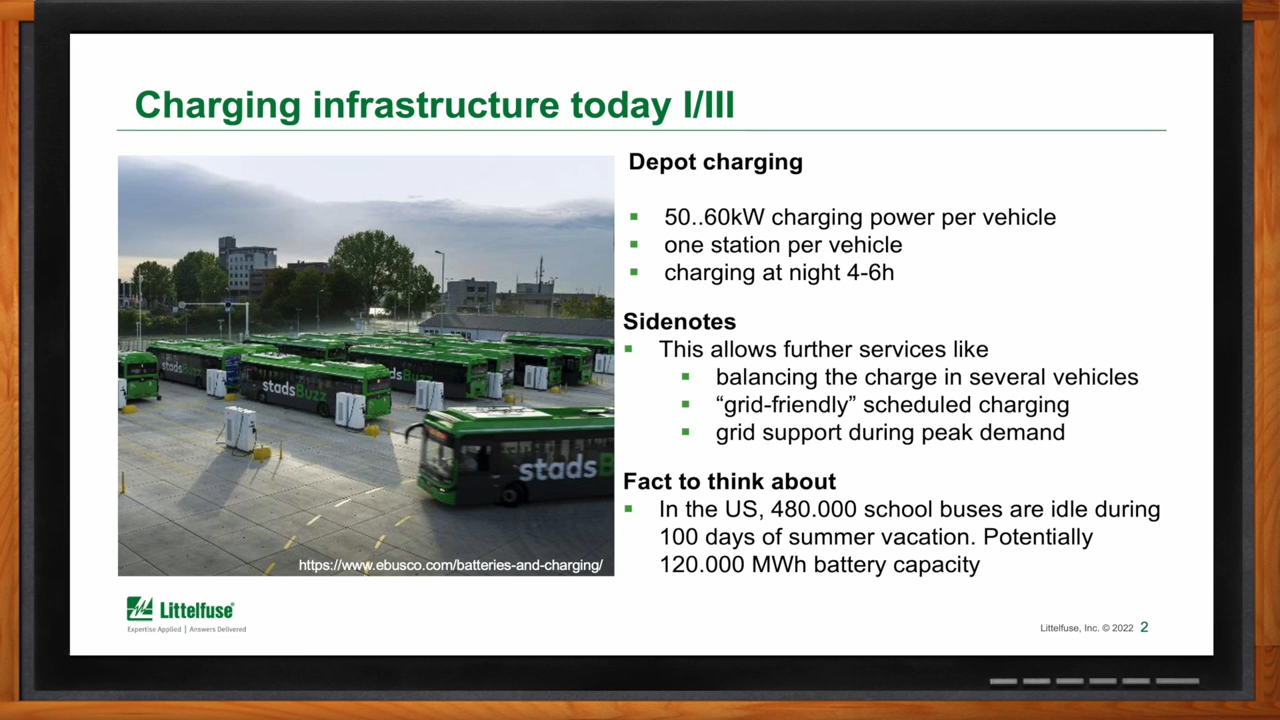 Charging infrastructure today I/III
Depot charging
50..60kW charging power per vehicle
one station per vehicle
charging at night 4-6h
Sidenotes
This allows further services like
balancing the charge in several vehicles
“grid-friendly” scheduled charging
grid support during peak demand
Fact to think about
In the US, 480.000 school buses are idle during
100 days of summer vacation. Potentially
120.000 MWh battery capacity
stadsBuzz
stadsBuzz
stadsB
https://www.ebusco.com/batteries-and-charging/
Littelfuse®
Expertise Applied | Answers Delivered
Littelfuse, Inc. © 2022 2